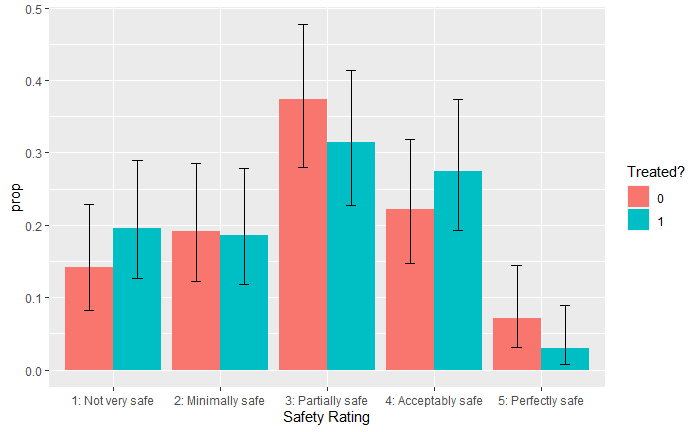 0.5
0.4
0.3
0.2
0.1
0.0
prop
1: Not very safe
2: Minimally safe
3: Partially safe
4: Acceptably safe
5: Perfectly safe
Safety Rating
Treated?
0
1